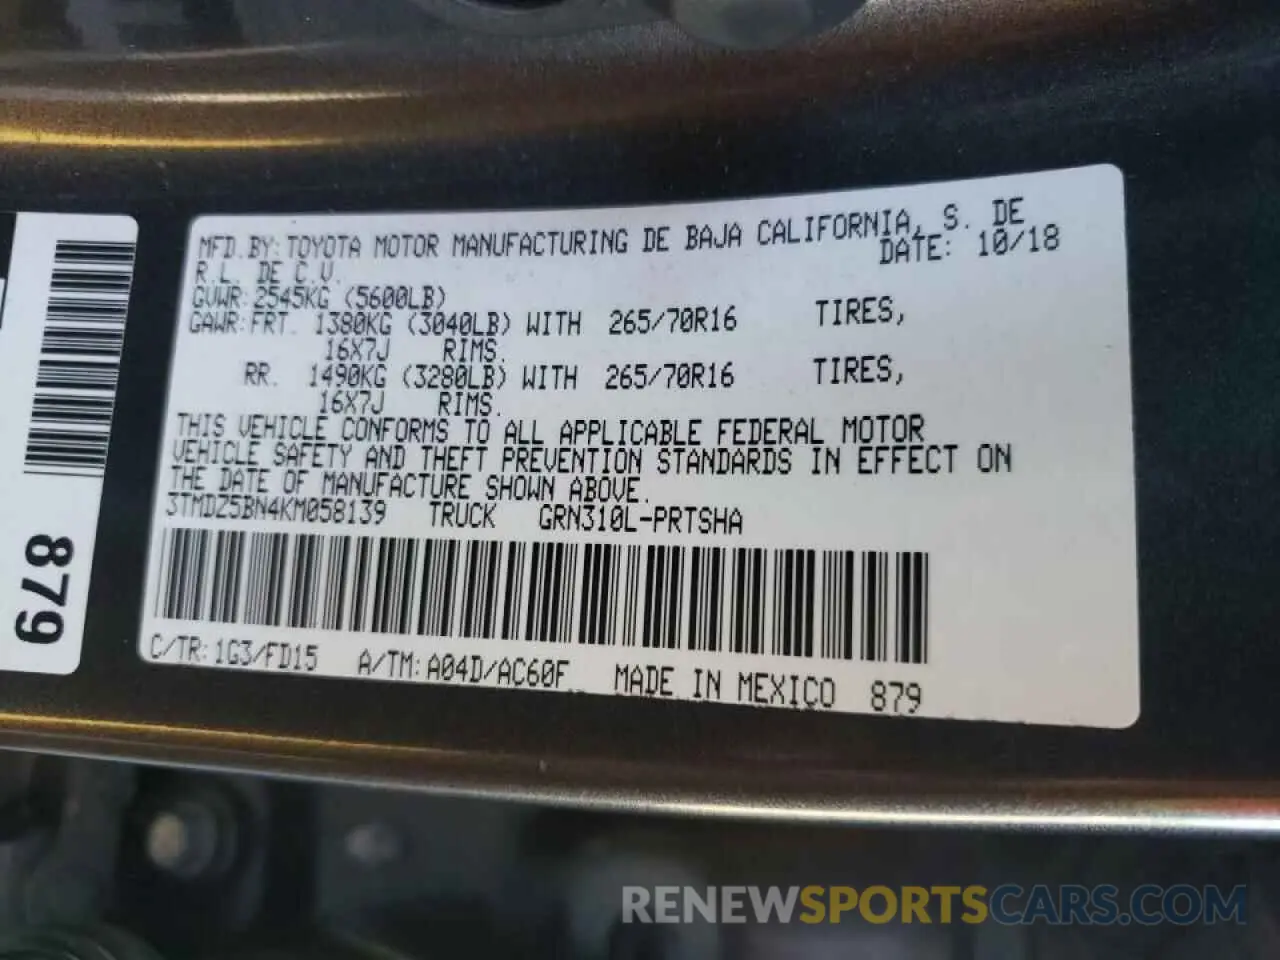 MFD.BY:TOYOTA MOTOR MANUFACTURING DE BAJA CALIFORNIA, S. DE
R.L. DE C.V. DATE: 10/18
GVWR:2545KG (5600LB)
GAWR:FRT. 1380KG (3040LB) WITH 265/70R16 TIRES,
16X7J RIMS.
RR. 1490KG (3280LB) WITH 265/70R16 TIRES,
16X7J RIMS.
THIS VEHICLE CONFORMS TO ALL APPLICABLE FEDERAL MOTOR
VEHICLE SAFETY AND THEFT PREVENTION STANDARDS IN EFFECT ON
THE DATE OF MANUFACTURE SHOWN ABOVE.
3TMDZ5BN4KM058139 TRUCK GRN310L-PRTSHA
C/TR:1G3/FD15 A/TM:A04D/AC60F MADE IN MEXICO 879
879
RENEWSPORTSCARS.COM